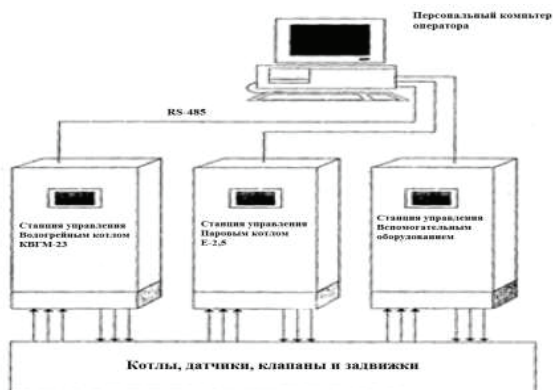 Персональный компьтер
оператора
RS-485
Станция управления
Водогрейным котлом
КВГМ-23
Станция управления
Паровым котлом
Е-2,5
Станция управления
Вспомогательным
оборудованием
Котлы, датчики, клапаны и задвижки